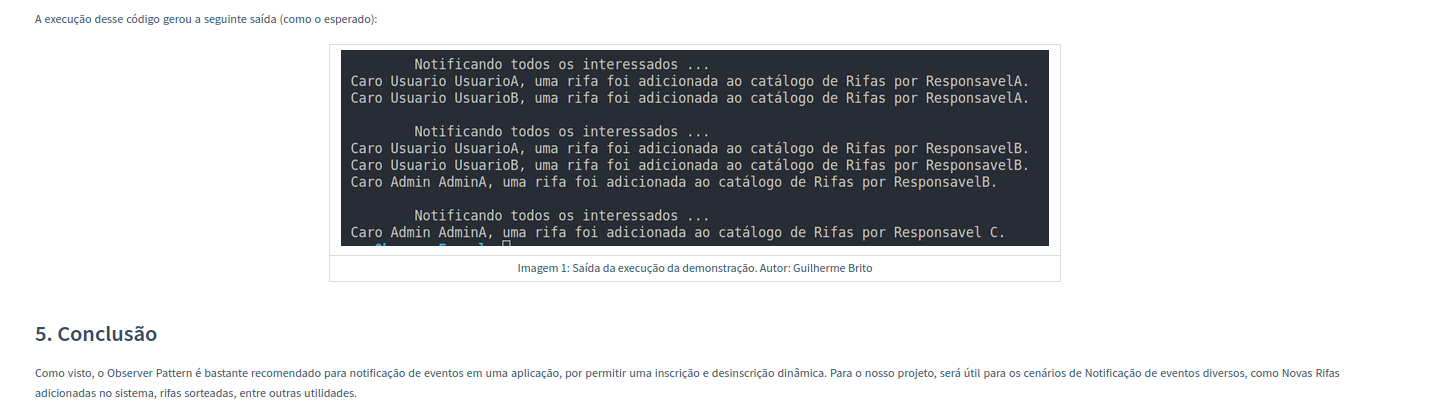 A execução desse código gerou a seguinte saída (como o esperado):
Notificando todos os interessados ...
Caro Usuario UsuarioA, uma rifa foi adicionada ao catálogo de Rifas por ResponsavelA.
Caro Usuario UsuarioB, uma rifa foi adicionada ao catálogo de Rifas por ResponsavelA.
Notificando todos os interessados ...
Caro Usuario UsuarioA, uma rifa foi adicionada ao catálogo de Rifas por ResponsavelB.
Caro Usuario UsuarioB, uma rifa foi adicionada ao catálogo de Rifas por ResponsavelB.
Caro Admin AdminA, uma rifa foi adicionada ao catálogo de Rifas por ResponsavelB.
Notificando todos os interessados ...
Caro Admin AdminA, uma rifa foi adicionada ao catálogo de Rifas por Responsavel C.
Imagem 1: Saída da execução da demonstração. Autor: Guilherme Brito
5. Conclusão
Como visto, o Observer Pattern é bastante recomendado para notificação de eventos em uma aplicação, por permitir uma inscrição e desinscrição dinâmica. Para o nosso projeto, será útil para os cenários de Notificação de eventos diversos, como Novas Rifas
adicionadas no sistema, rifas sorteadas, entre outras utilidades.